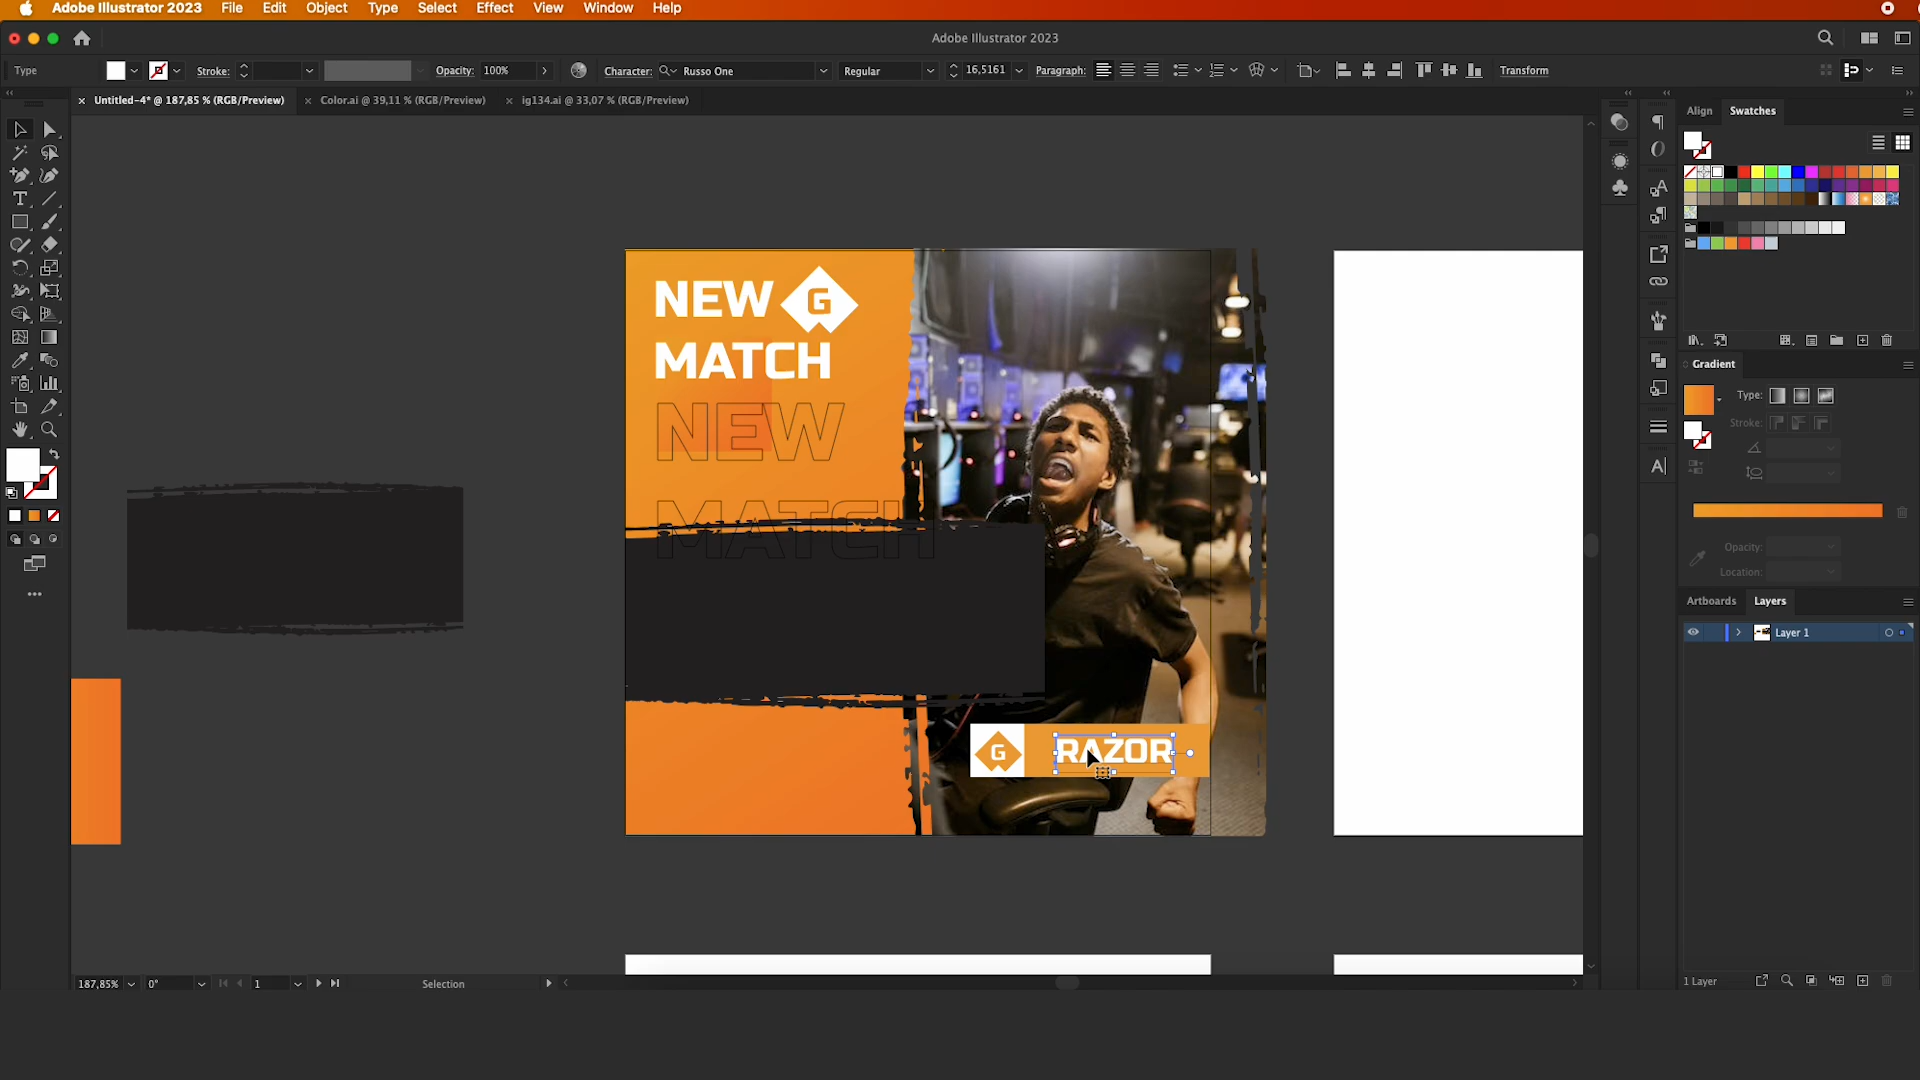 Adobe Illustrator 2023 File Edit Object Type Select Effect View Window Help
Adobe Illustrator 2023
Type Stroke: Opacity: 100% Character: Russo One Regular 16,5161 Paragraph: Transform
× Untitled-4* @ 187,85 % (RGB/Preview) × Color.ai @ 39,11 % (RGB/Preview) × ig134.ai @ 33,07 % (RGB/Preview)
Align Swatches
NEW G
MATCH
NEW
MATCH
G RAZOR
Gradient
Type:
Stroke:
Opacity:
Location:
Artboards Layers
Layer 1
1 Layer
187,85% 0° 1 Selection